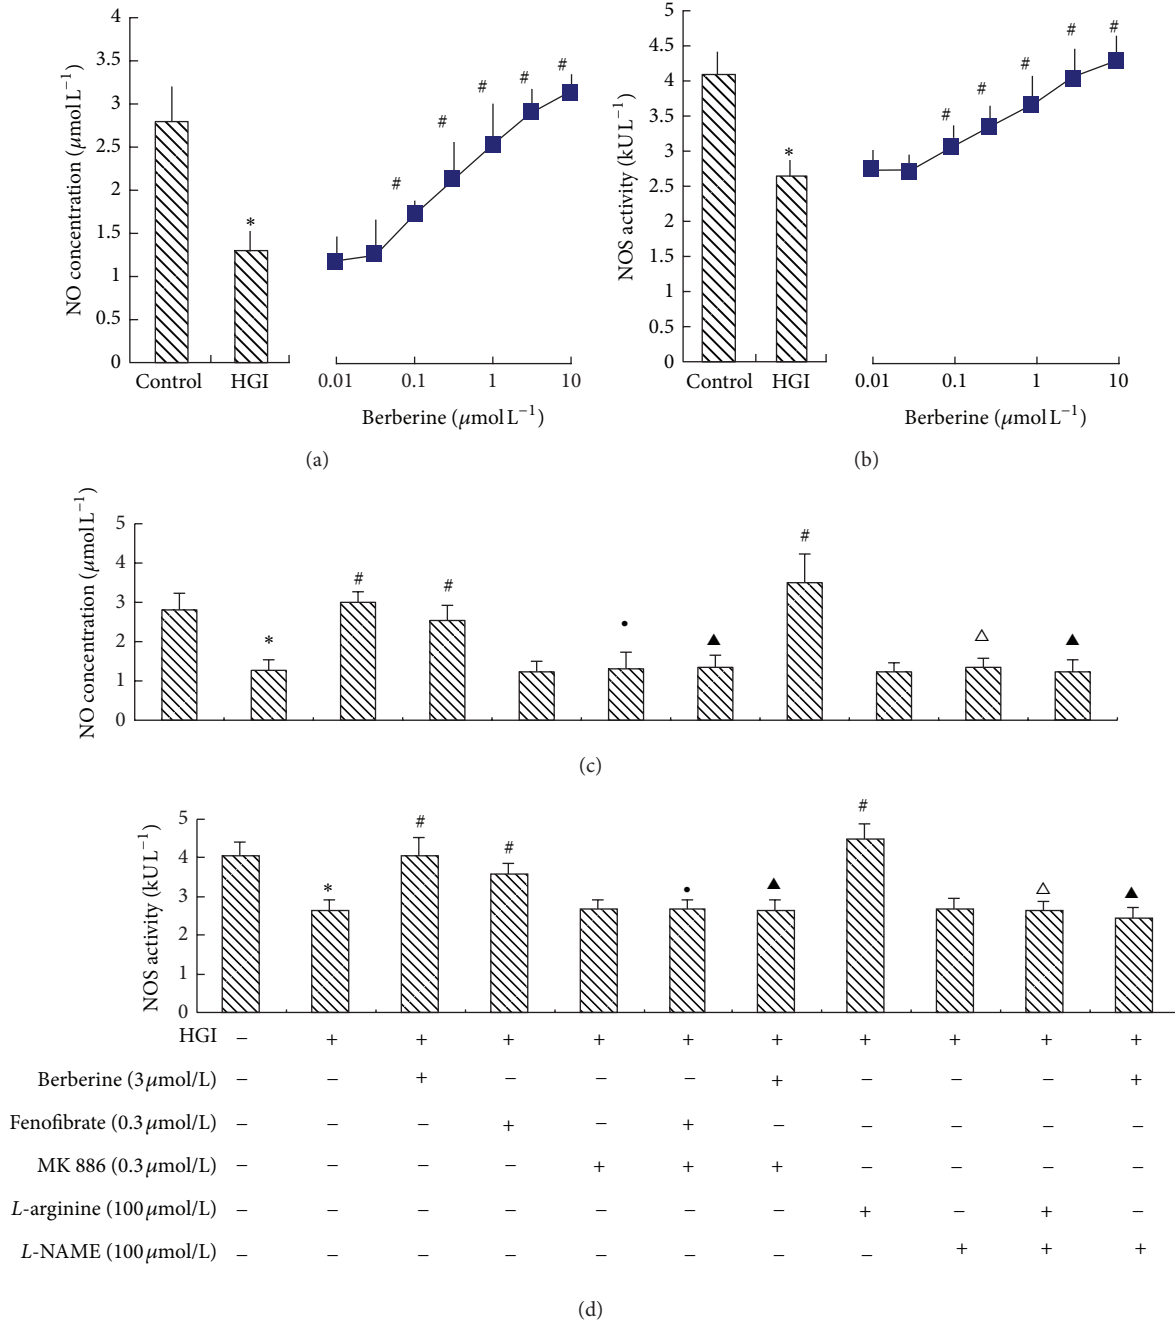 NO concentration (μmol L⁻¹)
4
3.5
3
2.5
2
1.5
1
0.5
0
*
# # # # # #
Control HGI
0.01 0.1 1 10
Berberine (μmol L⁻¹)
(a)
NOS activity (kUL⁻¹)
5
4.5
4
3.5
3
2.5
2
1.5
1
0.5
0
*
# # # # #
Control HGI
0.01 0.1 1 10
Berberine (μmol L⁻¹)
(b)
NO concentration (μmol L⁻¹)
5
4
3
2
1
0
* # # • ▲ # △ ▲
(c)
NOS activity (kUL⁻¹)
5
4
3
2
1
0
* # # • ▲ # △ ▲
HGI − + + + + + + + + + +
Berberine (3 μmol/L) − − + − − − + − − − +
Fenofibrate (0.3 μmol/L) − − − + − + − − − − −
MK 886 (0.3 μmol/L) − − − − + + + − − − −
L-arginine (100 μmol/L) − − − − − − − + − + −
L-NAME (100 μmol/L) − − − − − − − − + + +
(d)